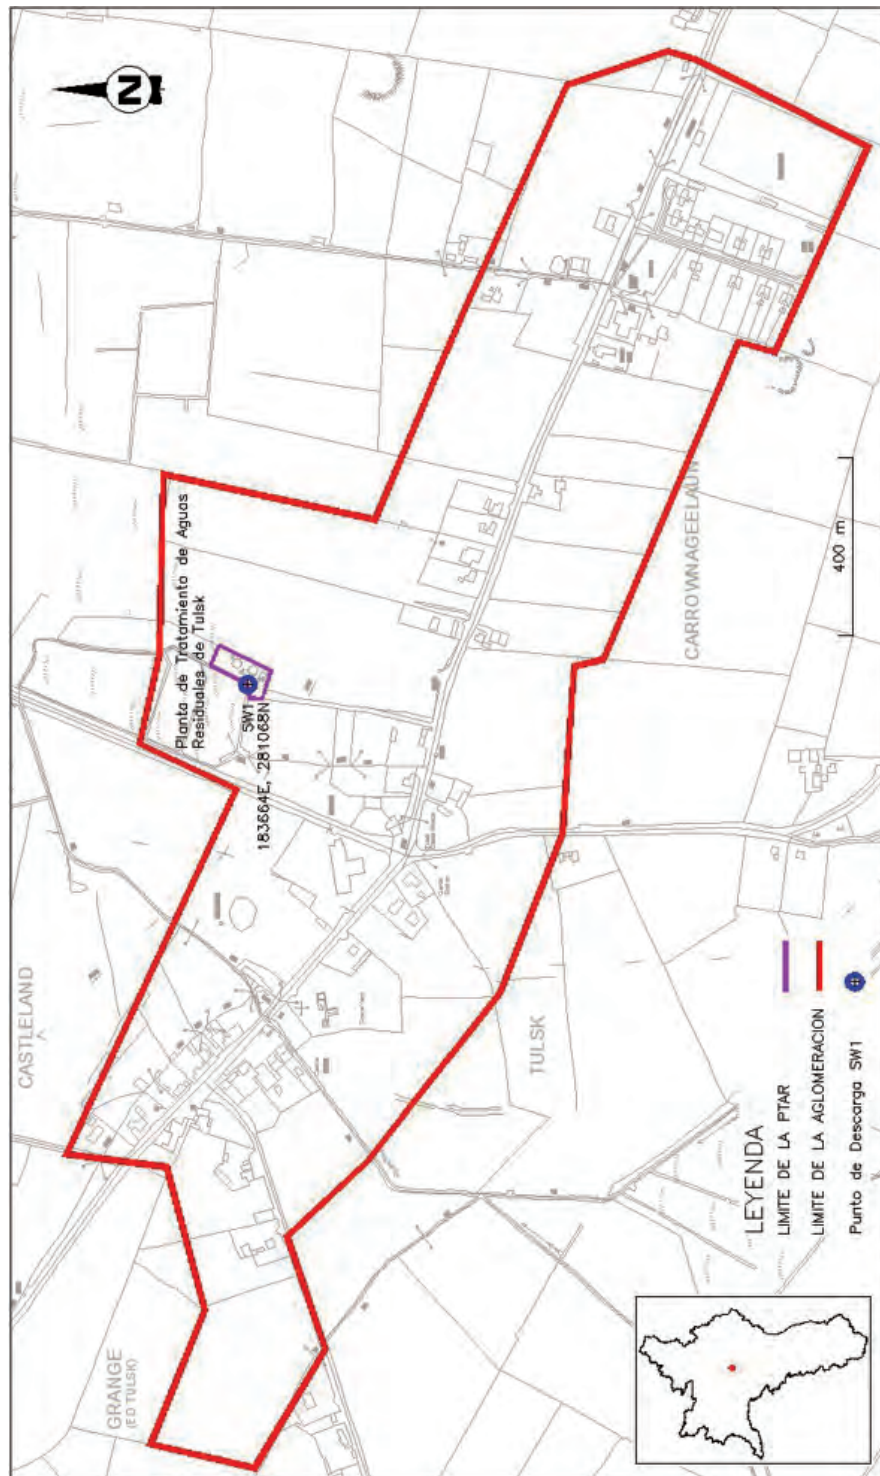 N
CASTLELAND
GRANGE
(ED TULSK)
Planta de Tratamiento de Aguas
Residuales de Tulsk
SW1
183664E, 281068N
CARROWNAGEELAUN
TULSK
400 m
LEYENDA
LIMITE DE LA PTAR
LIMITE DE LA AGLOMERACION
Punto de Descarga SW1